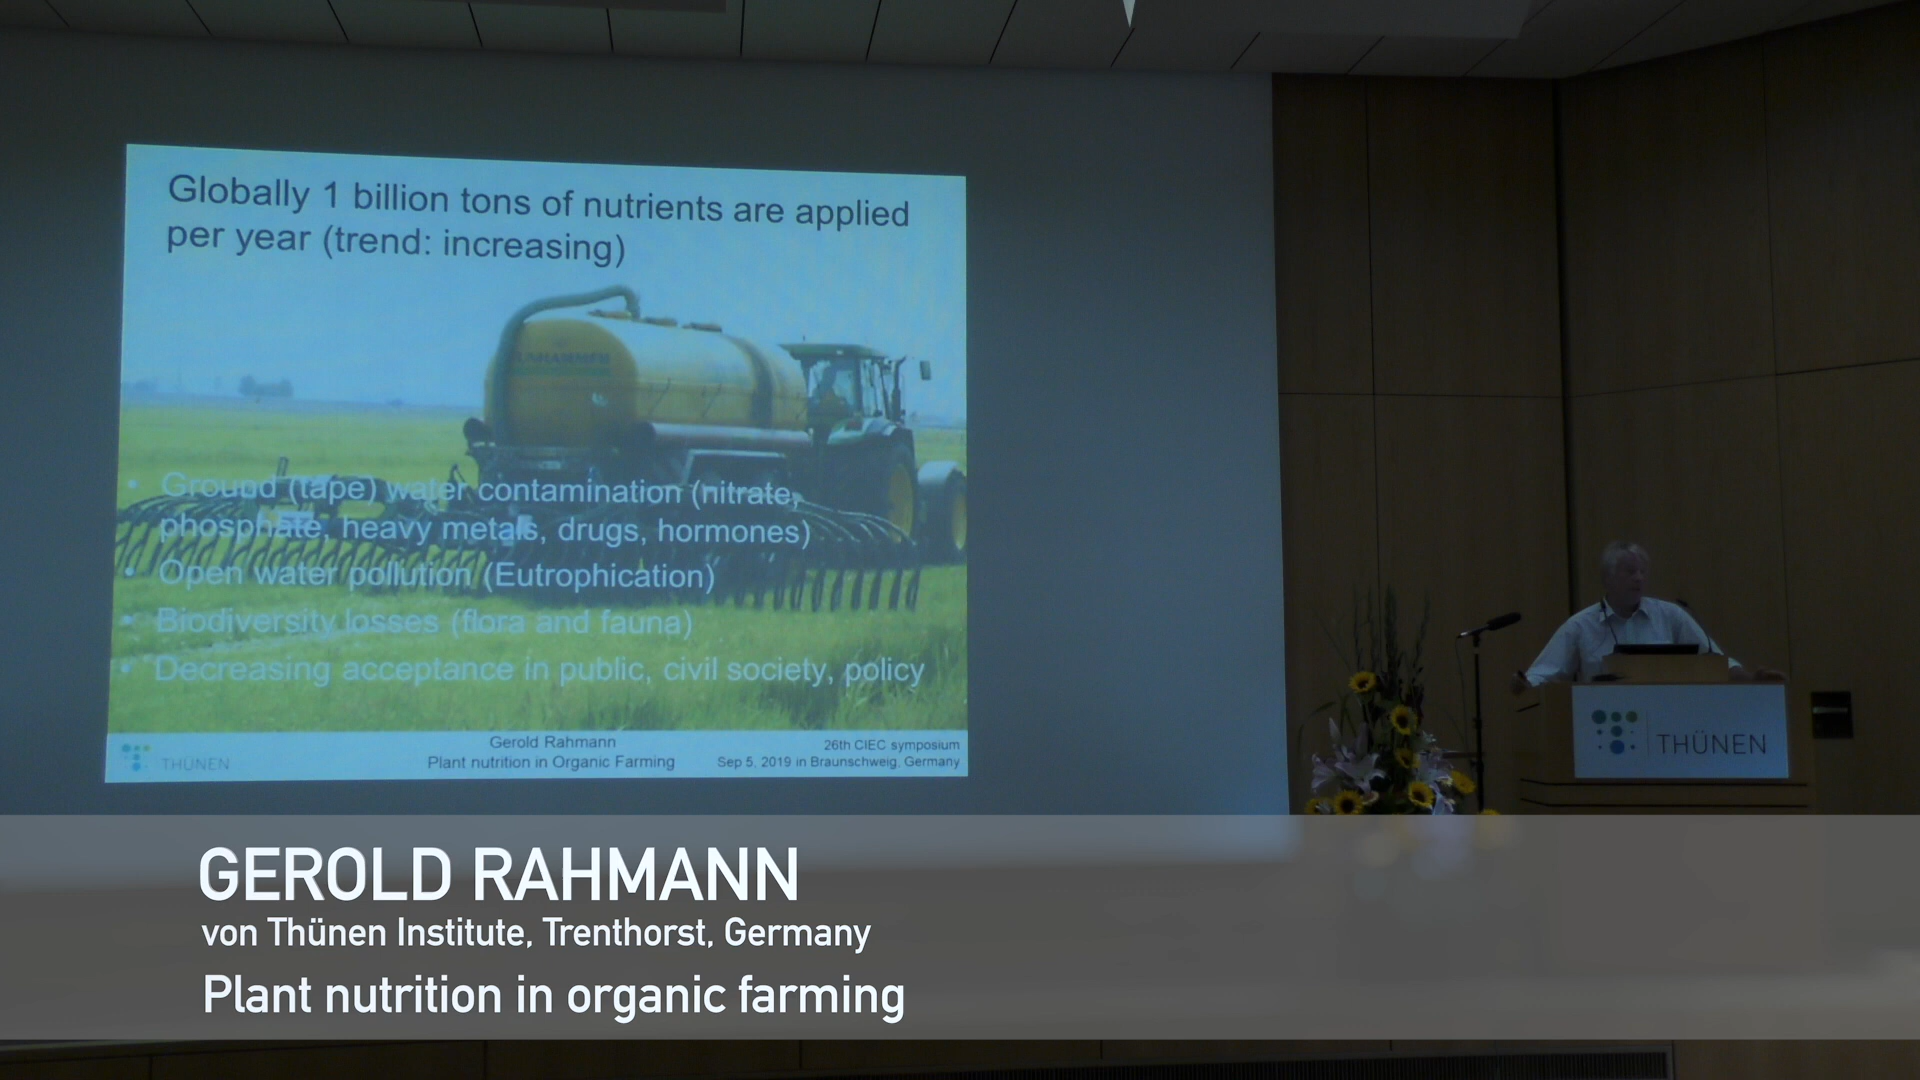 Globally 1 billion tons of nutrients are applied
per year (trend: increasing)
• Ground (tape) water contamination (nitrate,
phosphate, heavy metals, drugs, hormones)
• Open water pollution (Eutrophication)
• Biodiversity losses (flora and fauna)
• Decreasing acceptance in public, civil society, policy
THÜNEN
Gerold Rahmann
Plant nutrition in Organic Farming
26th CIEC symposium
Sep 5, 2019 in Braunschweig, Germany
THÜNEN
GEROLD RAHMANN
von Thünen Institute, Trenthorst, Germany
Plant nutrition in organic farming